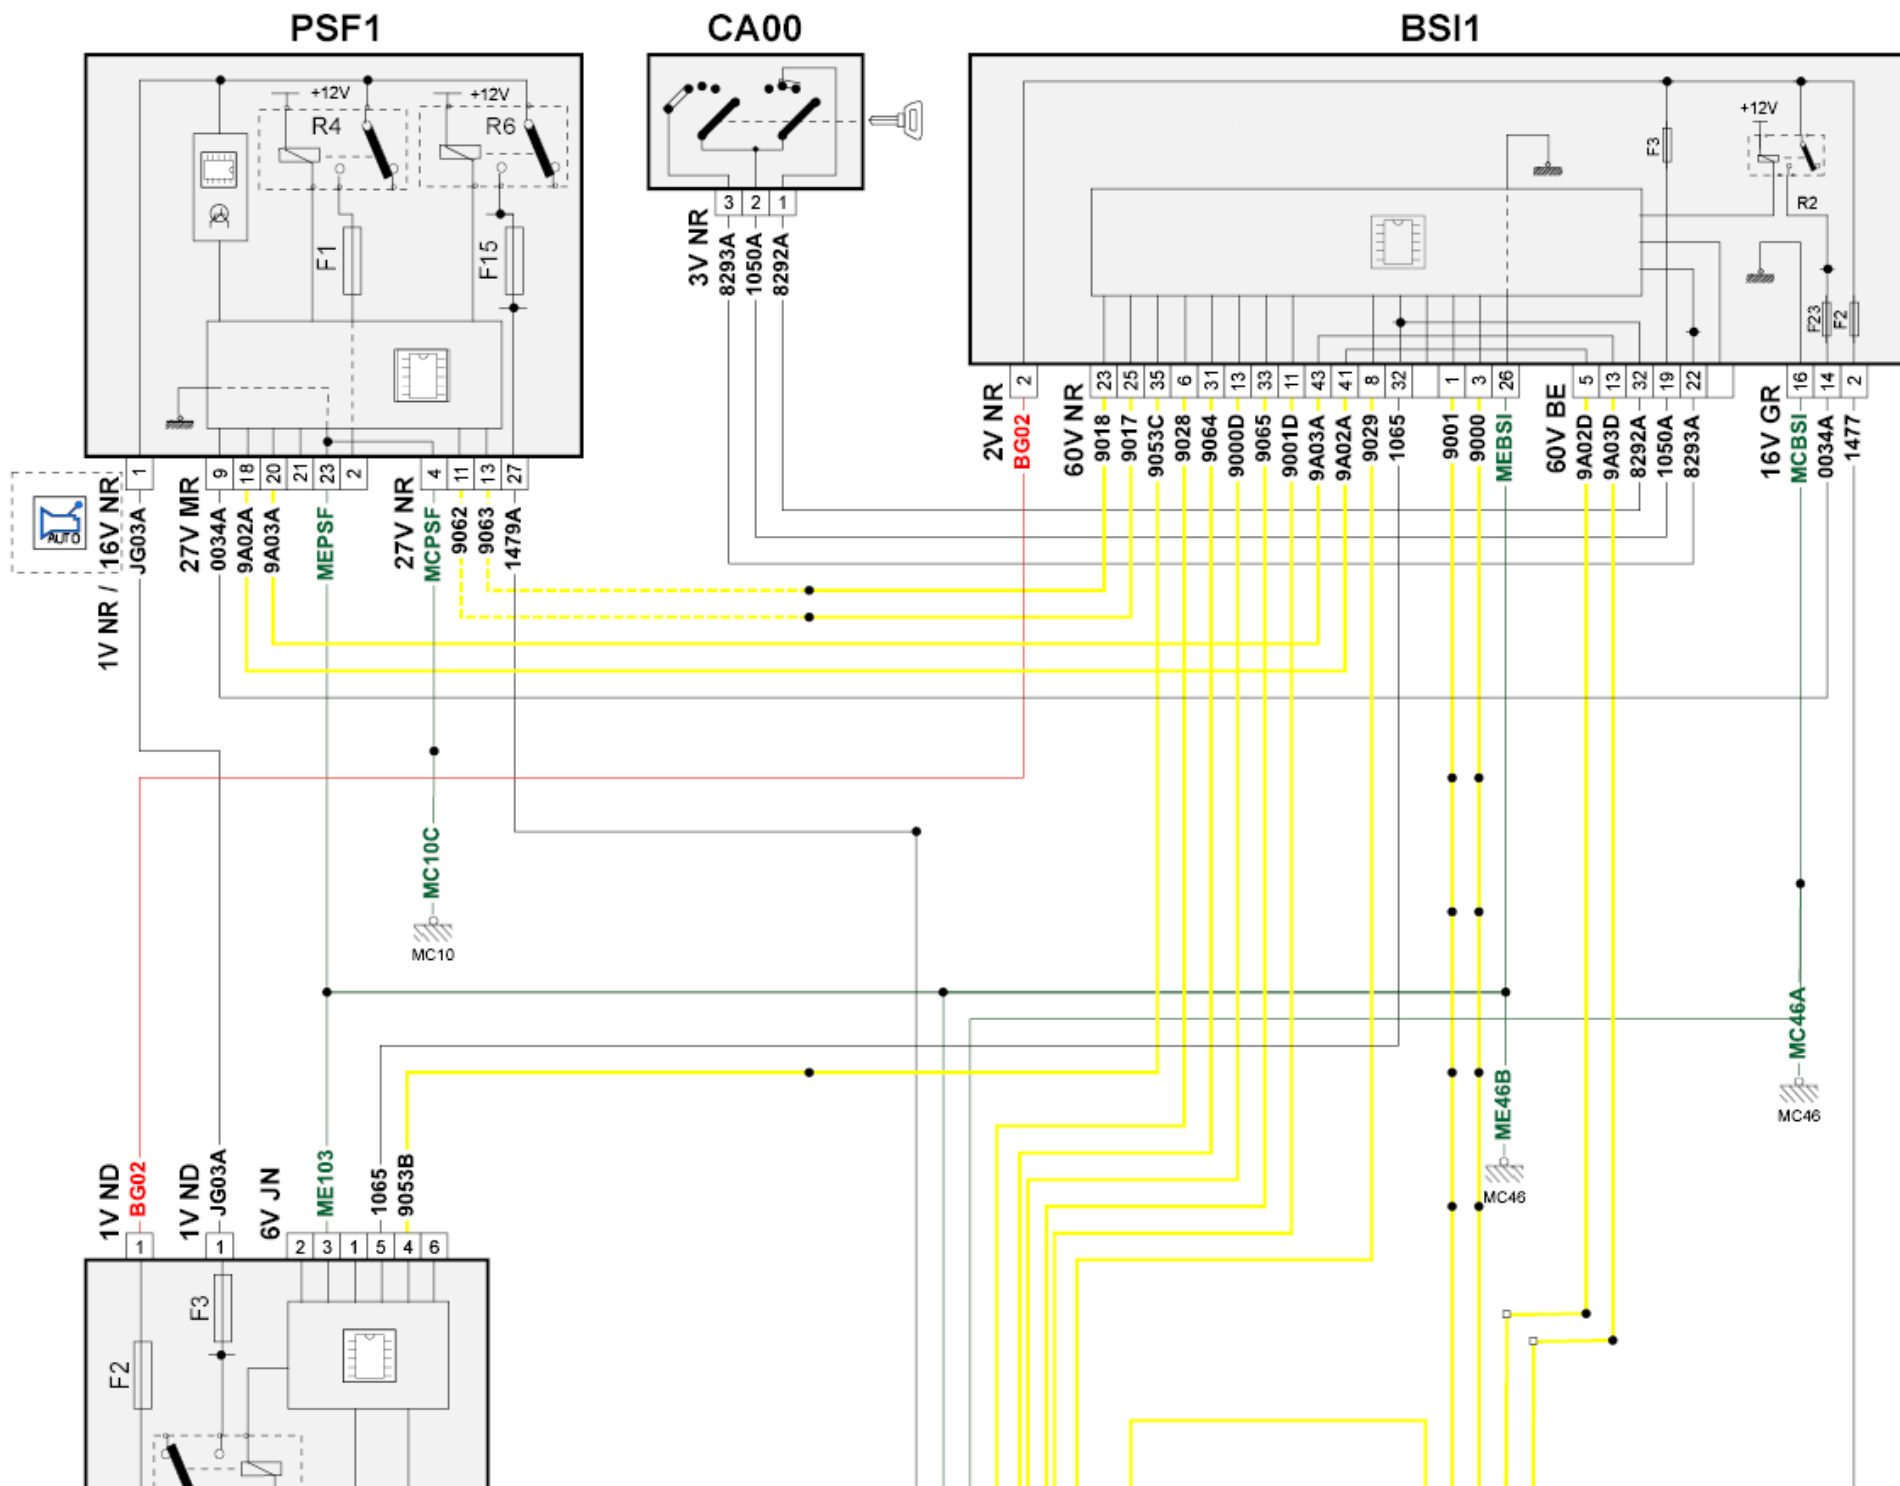 PSF1
CA00
BSI1
+12V
+12V
R4
R6
F1
F15
+12V
F3
R2
F23
F2
3 2 1
3V NR
8293A
1050A
8292A
2
2V NR
BG02
23 25 35 6 31 13 33 11 43 41 8 32 1 3 26
60V NR
9018
9017
9053C
9028
9064
9000D
9065
9001D
9A03A
9A02A
9029
1065
9001
9000
MEBSI
5 13 32 19 22
60V BE
9A02D
9A03D
8292A
1050A
8293A
16 14 2
16V GR
MCBSI
0034A
1477
AUTO
1
1V NR / 16V NR
JG03A
9 18 20 21 23 2
27V MR
0034A
9A02A
9A03A
MEPSF
4 11 13 27
27V NR
MCPSF
9062
9063
1479A
MC10C
MC10
MC46A
MC46
ME46B
MC46
1V ND
BG02
1V ND
JG03A
6V JN
ME103
1065
9053B
1
1
2 3 1 5 4 6
F3
F2